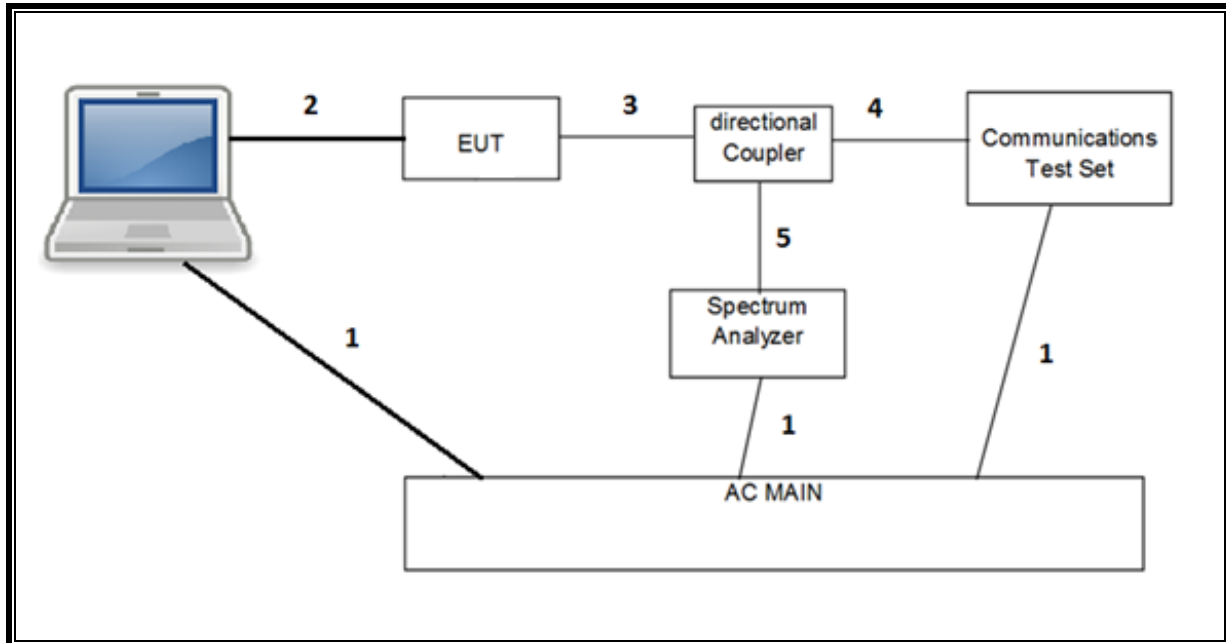 2
EUT
3
directional
Coupler
4
Communications
Test Set
5
Spectrum
Analyzer
1
1
1
AC MAIN